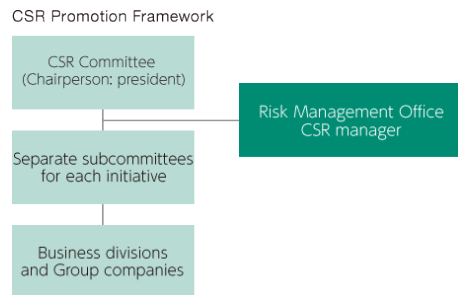 CSR Promotion Framework
CSR Committee
(Chairperson: president)
Risk Management Office
CSR manager
Separate subcommittees
for each initiative
Business divisions
and Group companies